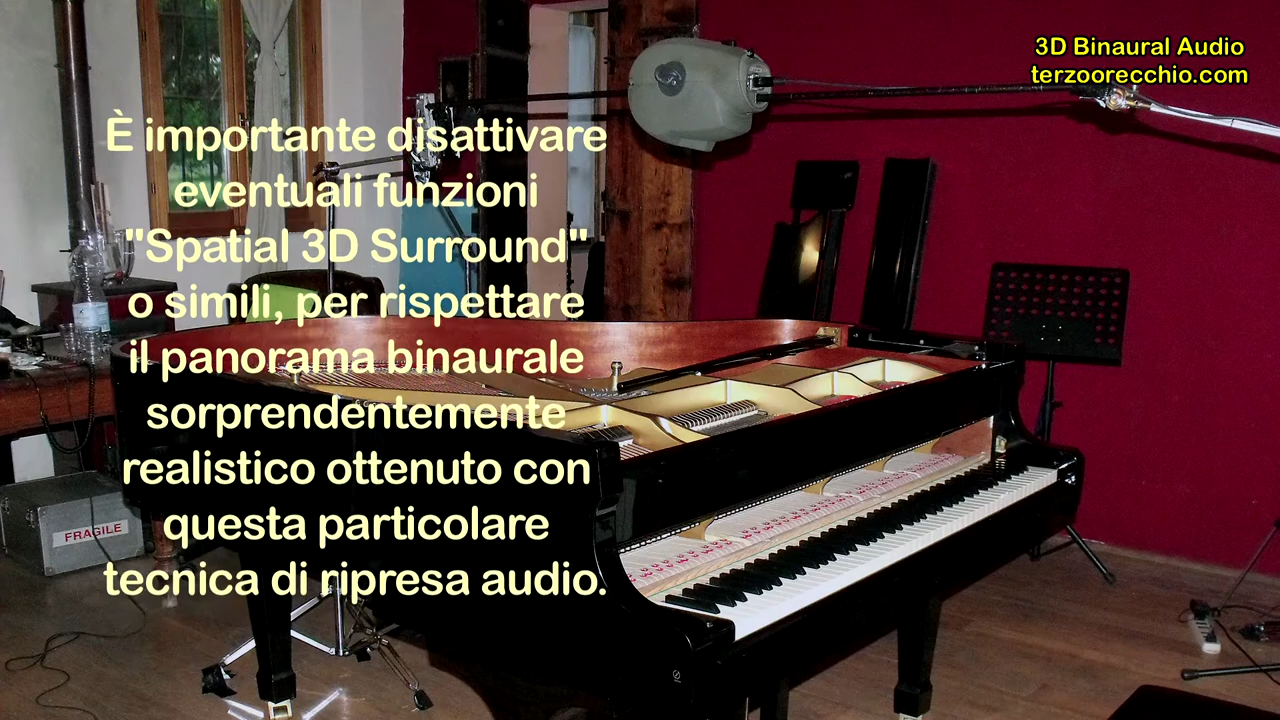 3D Binaural Audio
terzoorecchio.com
È importante disattivare
eventuali funzioni
"Spatial 3D Surround"
o simili, per rispettare
il panorama binaurale
sorprendentemente
realistico ottenuto con
questa particolare
tecnica di ripresa audio.
FRAGILE